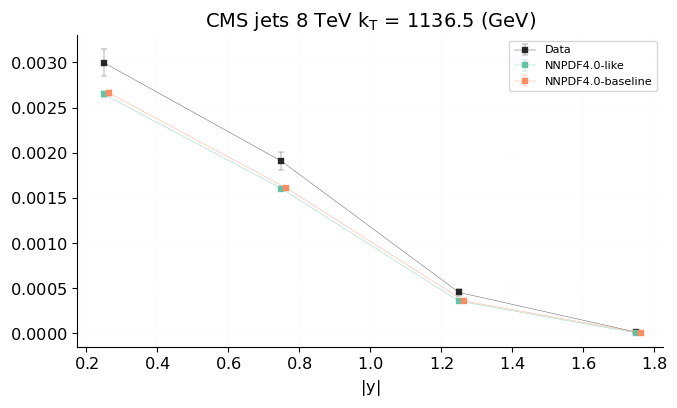 CMS jets 8 TeV k_T = 1136.5 (GeV)
Data
NNPDF4.0-like
NNPDF4.0-baseline
0.0030
0.0025
0.0020
0.0015
0.0010
0.0005
0.0000
0.2 0.4 0.6 0.8 1.0 1.2 1.4 1.6 1.8
|y|